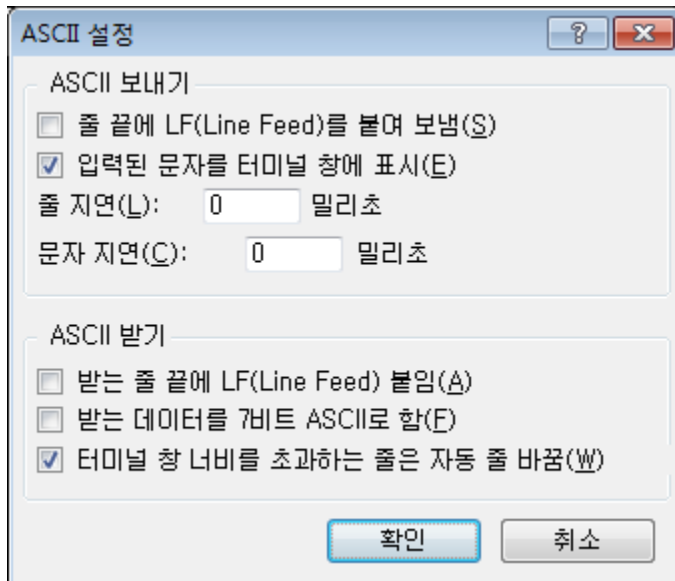 ASCII 설정
ASCII 보내기
줄 끝에 LF(Line Feed)를 붙여 보냄(S)
입력된 문자를 터미널 창에 표시(E)
줄 지연(L): 0 밀리초
문자 지연(C): 0 밀리초
ASCII 받기
받는 줄 끝에 LF(Line Feed) 붙임(A)
받는 데이터를 7비트 ASCII로 함(F)
터미널 창 너비를 초과하는 줄은 자동 줄 바꿈(W)
확인 취소